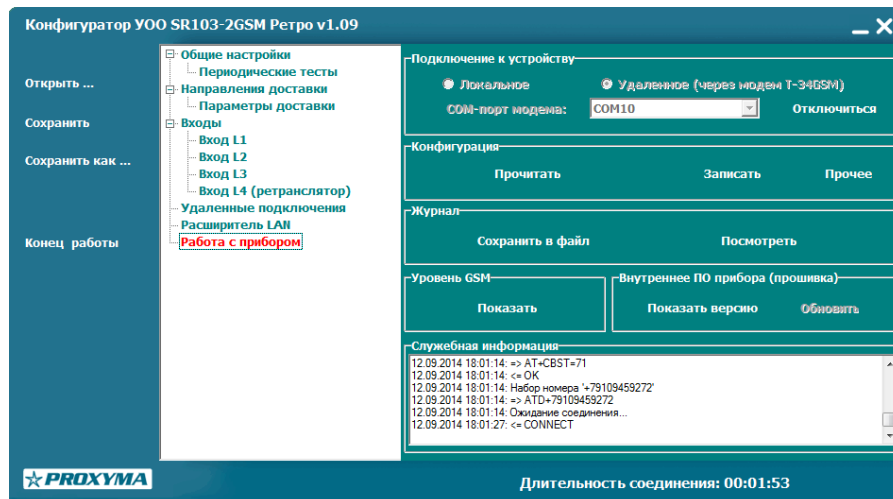 Конфигуратор УОО SR103-2GSM Ретро v1.09
Открыть ...
Сохранить
Сохранить как ...
Конец работы
Общие настройки
Периодические тесты
Направления доставки
Параметры доставки
Входы
Вход L1
Вход L2
Вход L3
Вход L4 (ретранслятор)
Удаленные подключения
Расширитель LAN
Работа с прибором
Подключение к устройству
Локальное
Удаленное (через модем T-34GSM)
COM-порт модема:
COM10
Отключиться
Конфигурация
Прочитать
Записать
Прочее
Журнал
Сохранить в файл
Посмотреть
Уровень GSM
Показать
Внутреннее ПО прибора (прошивка)
Показать версию
Обновить
Служебная информация
12.09.2014 18:01:14: => AT+CBST=71
12.09.2014 18:01:14: <= OK
12.09.2014 18:01:14: Набор номера '+79109459272'
12.09.2014 18:01:14: => ATD+79109459272
12.09.2014 18:01:14: Ожидание соединения...
12.09.2014 18:01:27: <= CONNECT
PROXYMA
Длительность соединения: 00:01:53